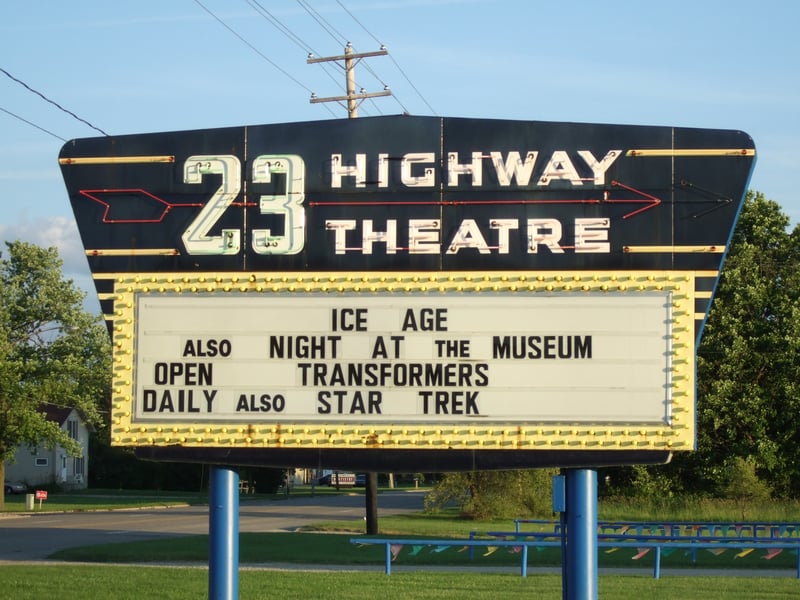 23 HIGHWAY
THEATRE
ICE AGE
ALSO NIGHT AT THE MUSEUM
OPEN TRANSFORMERS
DAILY ALSO STAR TREK